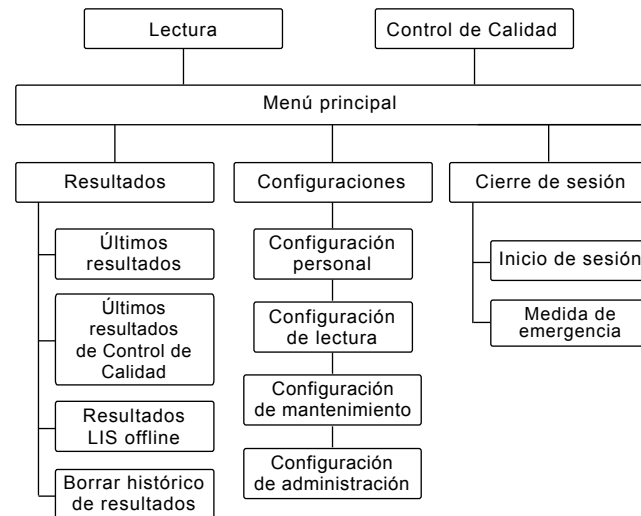 Lectura
Control de Calidad
Menú principal
Resultados
Configuraciones
Cierre de sesión
Últimos
resultados
Últimos
resultados
de Control de
Calidad
Resultados
LIS offline
Borrar histórico
de resultados
Configuración
personal
Configuración
de lectura
Configuración
de mantenimiento
Configuración
de administración
Inicio de sesión
Medida de
emergencia